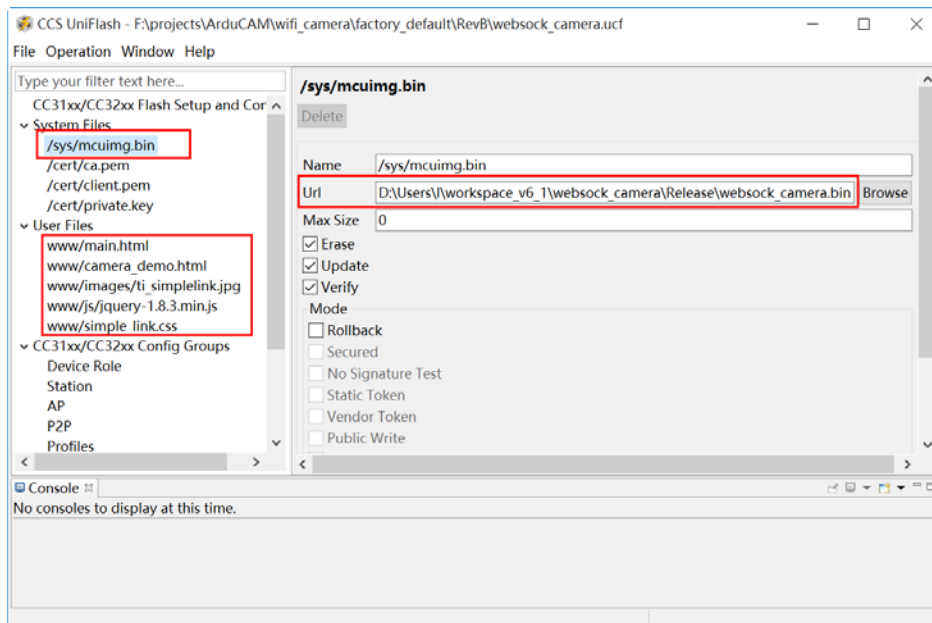 CCS UniFlash - F:\projects\ArduCAM\wifi_camera\factory_default\RevB\websock_camera.ucf
File Operation Window Help
Type your filter text here...
CC31xx/CC32xx Flash Setup and Cor
System Files
/sys/mcuimg.bin
/cert/ca.pem
/cert/client.pem
/cert/private.key
User Files
www/main.html
www/camera_demo.html
www/images/ti_simplelink.jpg
www/js/jquery-1.8.3.min.js
www/simple_link.css
CC31xx/CC32xx Config Groups
Device Role
Station
AP
P2P
Profiles
/sys/mcuimg.bin
Delete
Name /sys/mcuimg.bin
Url D:\Users\J\workspace_v6_1\websock_camera\Release\websock_camera.bin Browse
Max Size 0
Erase
Update
Verify
Mode
Rollback
Secured
No Signature Test
Static Token
Vendor Token
Public Write
Console
No consoles to display at this time.